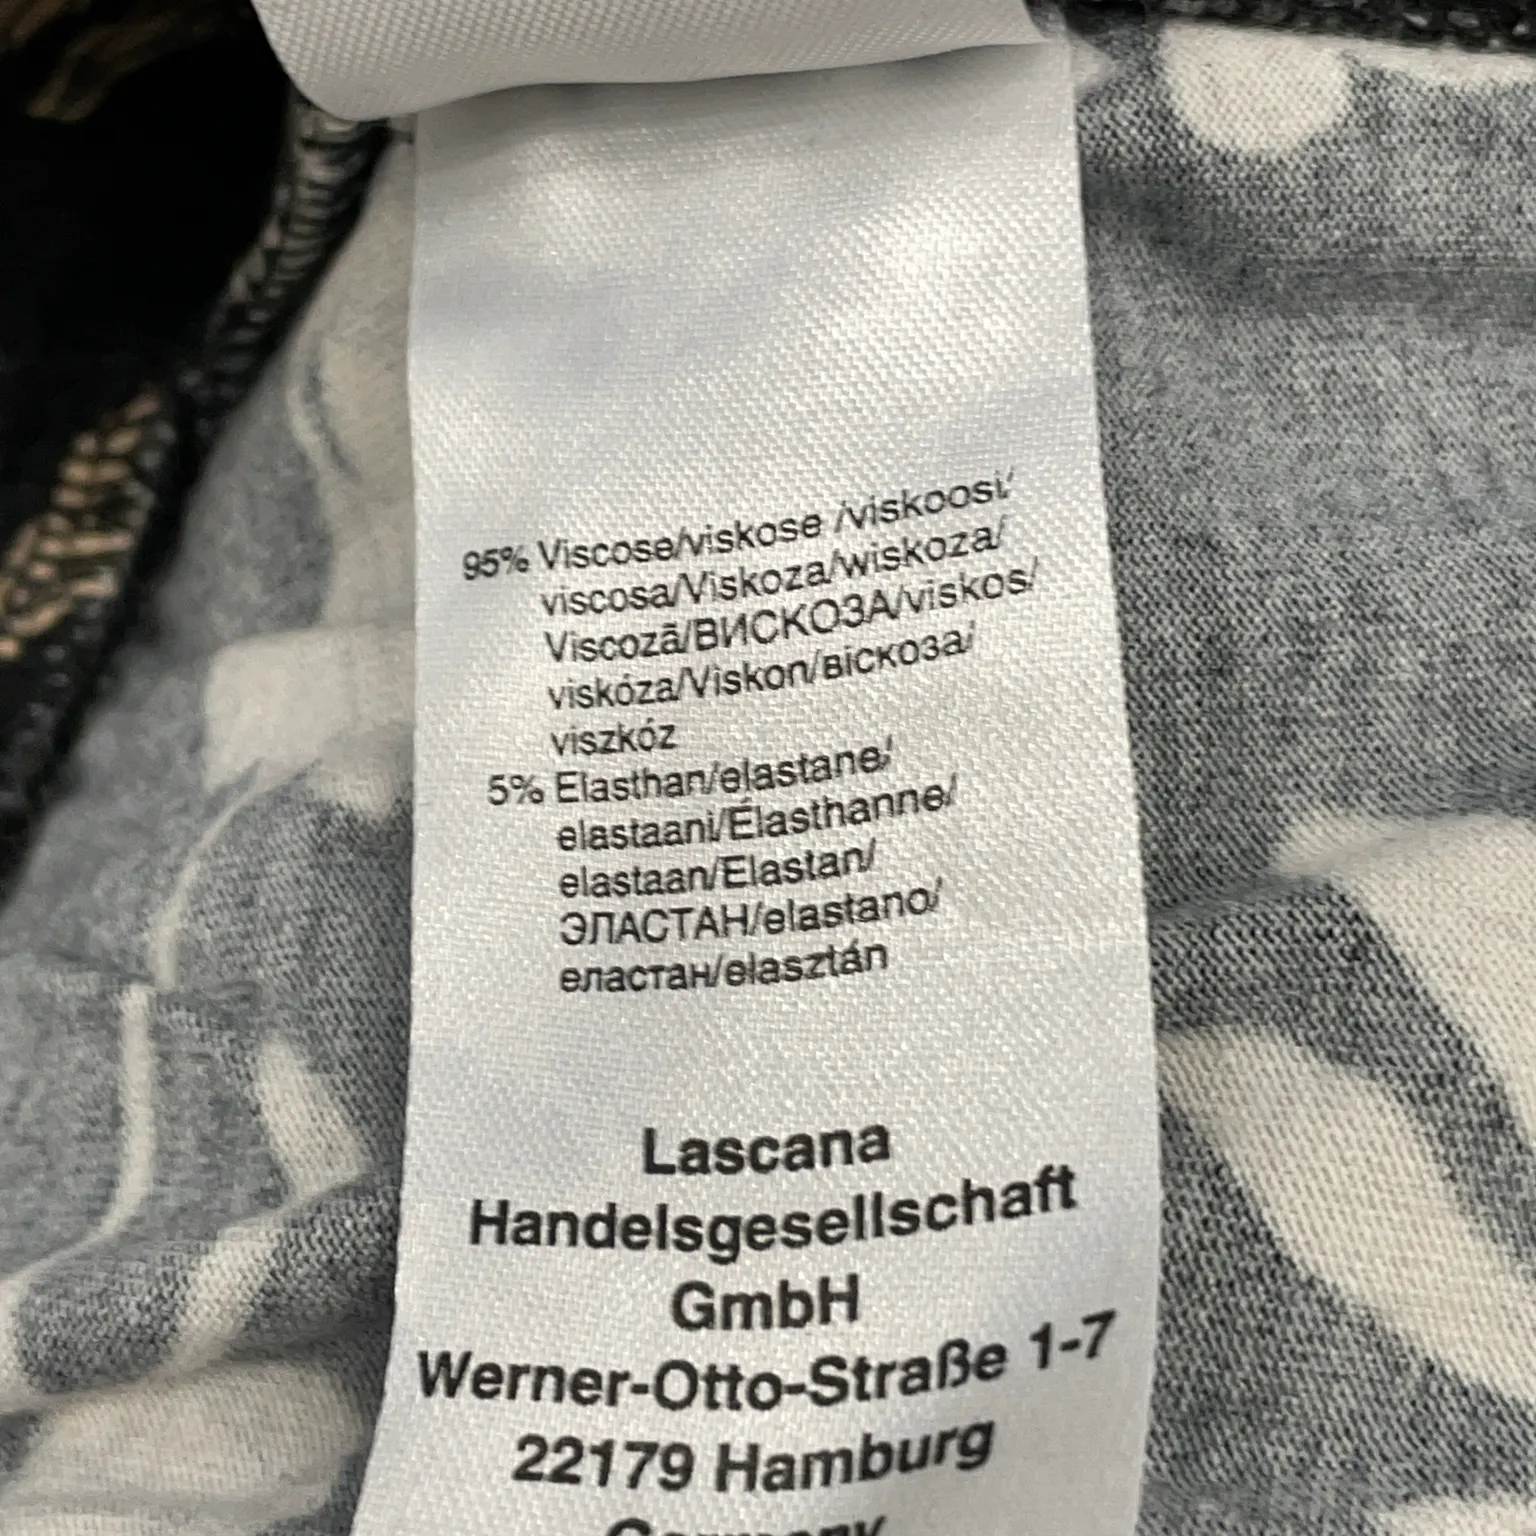 95% Viscose/viskose /viskoosi/
viscosa/Viskoza/wiskoza/
Viscoză/ВИСКОЗА/viskos/
viskóza/Viskon/віскоза/
viszkóz
5% Elasthan/elastane/
elastaani/Élasthanne/
elastaan/Elastan/
ЭЛАСТАН/elastano/
еластан/elasztán
Lascana
Handelsgesellschaft
GmbH
Werner-Otto-Straße 1-7
22179 Hamburg
Germany